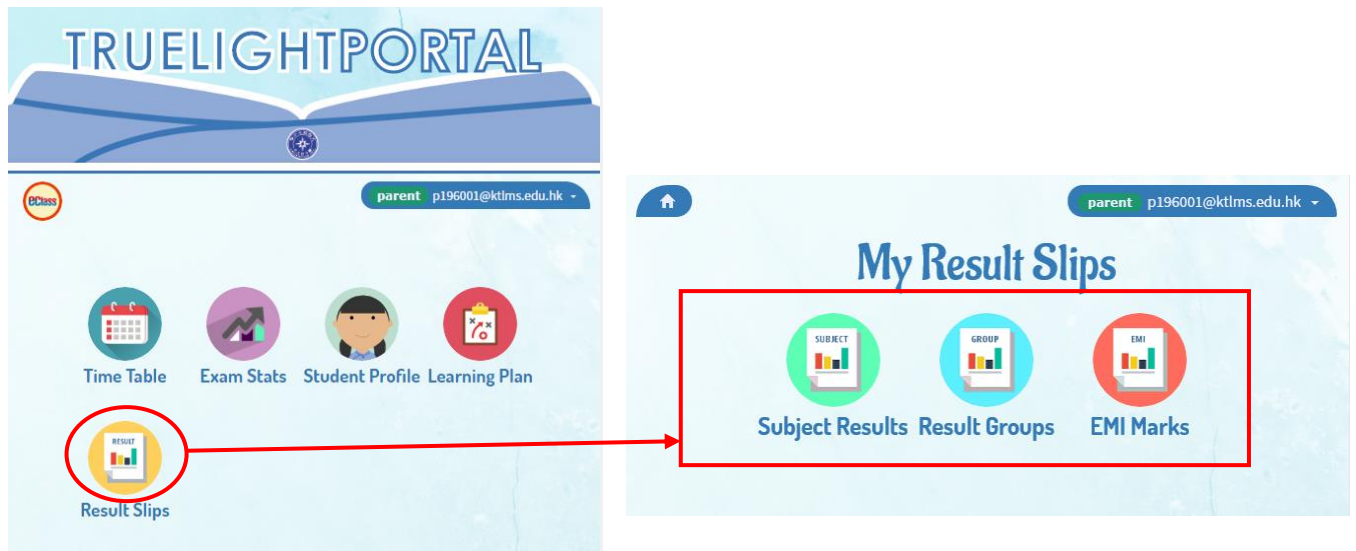 TRUELIGHTPORTAL
eClass
parent p196001@ktlms.edu.hk
Time Table
Exam Stats
Student Profile
Learning Plan
RESULT
Result Slips
parent p196001@ktlms.edu.hk
My Result Slips
SUBJECT
GROUP
EMI
Subject Results
Result Groups
EMI Marks